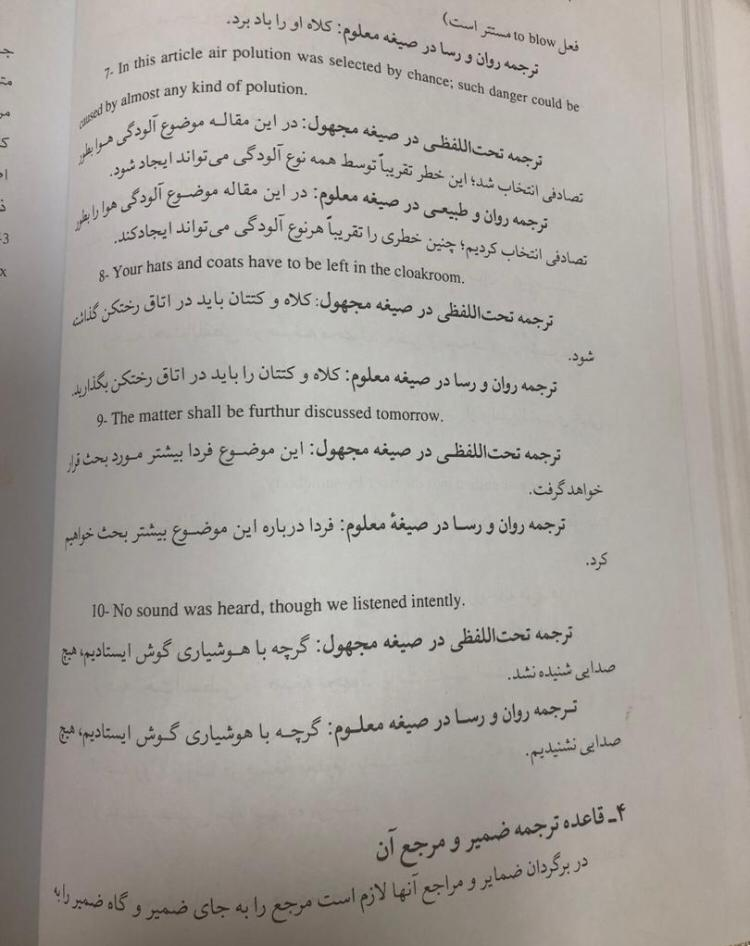 فعل to blow مستتر است)
ترجمه روان و رسا در صیغه معلوم: کلاه او را باد برد.
7- In this article air polution was selected by chance; such danger could be
caused by almost any kind of polution.
ترجمه تحت‌اللفظی در صیغه مجهول: در این مقاله موضوع آلودگی هوا بطور
تصادفی انتخاب شد؛ این خطر تقریباً توسط همه نوع آلودگی می‌تواند ایجاد شود.
ترجمه روان و طبیعی در صیغه معلوم: در این مقاله موضوع آلودگی هوا را بطور
تصادفی انتخاب کردیم؛ چنین خطری را تقریباً هرنوع آلودگی می‌تواند ایجادکند.
8- Your hats and coats have to be left in the cloakroom.
ترجمه تحت‌اللفظی در صیغه مجهول: کلاه و کتتان باید در اتاق رختکن گذاشته
شود.
ترجمه روان و رسا در صیغه معلوم: کلاه و کتتان را باید در اتاق رختکن بگذارید.
9- The matter shall be furthur discussed tomorrow.
ترجمه تحت‌اللفظی در صیغه مجهول: این موضوع فردا بیشتر مورد بحث قرار
خواهد گرفت.
ترجمه روان و رسا در صیغهٔ معلوم: فردا درباره این موضوع بیشتر بحث خواهیم
کرد.
10- No sound was heard, though we listened intently.
ترجمه تحت‌اللفظی در صیغه مجهول: گرچه با هوشیاری گوش ایستادیم، هیچ
صدایی شنیده نشد.
ترجمه روان و رسا در صیغه معلوم: گرچه با هوشیاری گوش ایستادیم، هیچ
صدایی نشنیدیم.
۴ـ قاعده ترجمه ضمیر و مرجع آن
در برگردان ضمایر و مراجع آنها لازم است مرجع را به جای ضمیر و گاه ضمیر را به